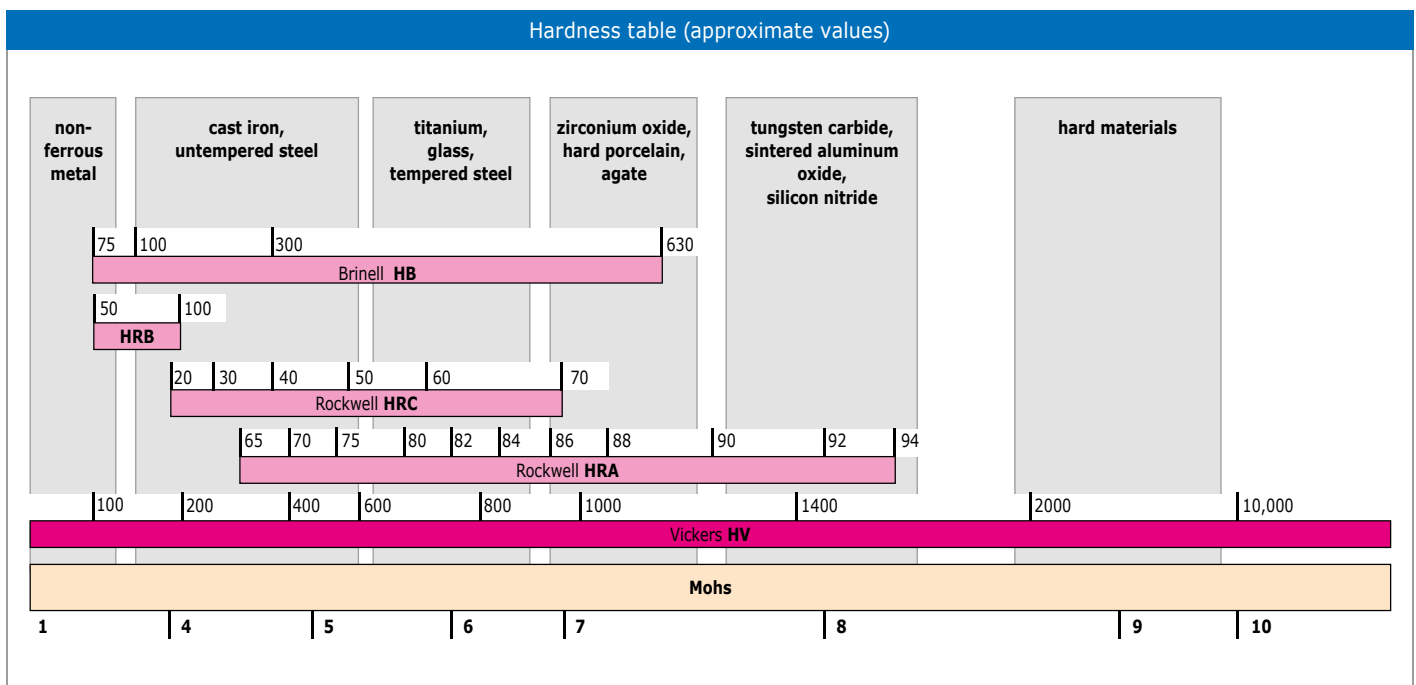 Hardness table (approximate values)
non-
ferrous
metal
cast iron,
untempered steel
titanium,
glass,
tempered steel
zirconium oxide,
hard porcelain,
agate
tungsten carbide,
sintered aluminum
oxide,
silicon nitride
hard materials
75 100 300 630
Brinell HB
50 100
HRB
20 30 40 50 60 70
Rockwell HRC
65 70 75 80 82 84 86 88 90 92 94
Rockwell HRA
100 200 400 600 800 1000 1400 2000 10,000
Vickers HV
Mohs
1 4 5 6 7 8 9 10